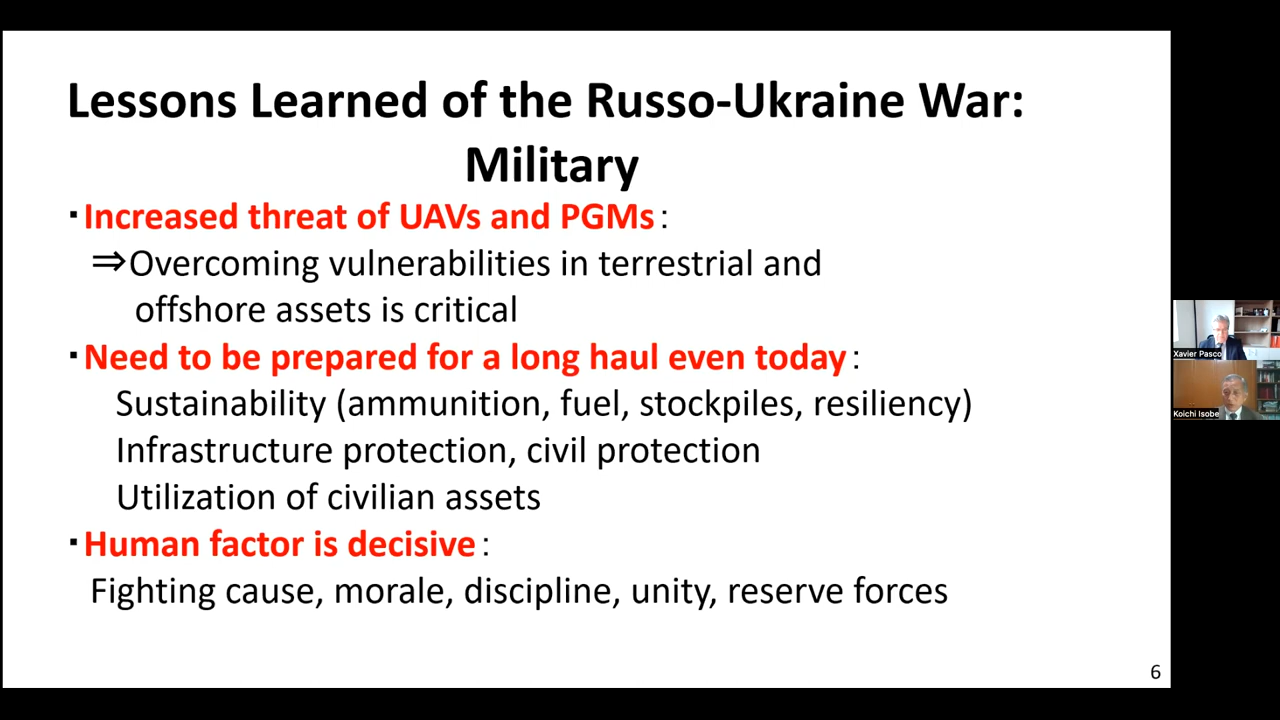 Lessons Learned of the Russo-Ukraine War:
Military
・Increased threat of UAVs and PGMs：
⇒Overcoming vulnerabilities in terrestrial and
offshore assets is critical
・Need to be prepared for a long haul even today：
Sustainability (ammunition, fuel, stockpiles, resiliency)
Infrastructure protection, civil protection
Utilization of civilian assets
・Human factor is decisive：
Fighting cause, morale, discipline, unity, reserve forces
6
Xavier Pasco
Koichi Isobe